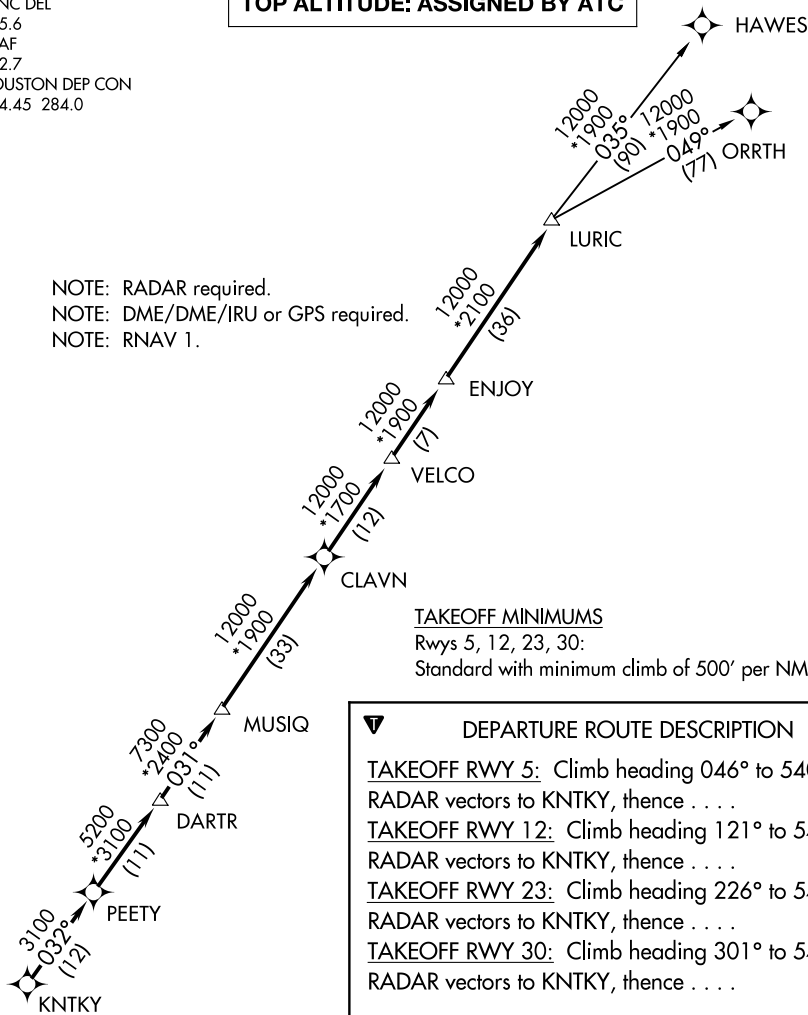 TOP ALTITUDE: ASSIGNED BY ATC
DEL
5.6
2.7
DEP CON
4.45 284.0
HAWES
12000
*1900
035°
(90)
12000
*1900
049°
(77)
ORRTH
LURIC
NOTE: RADAR required.
NOTE: DME/DME/IRU or GPS required.
NOTE: RNAV 1.
12000
*2100
(36)
ENJOY
12000
*1900
(7)
VELCO
12000
*1700
(12)
CLAVN
12000
*1900
(33)
TAKEOFF MINIMUMS
Rwys 5, 12, 23, 30:
Standard with minimum climb of 500' per NM
MUSIQ
7300
*2400
031°
(11)
DARTR
5200
*3100
(11)
PEETY
3100
032°
(12)
KNTKY
T
DEPARTURE ROUTE DESCRIPTION
TAKEOFF RWY 5: Climb heading 046° to
RADAR vectors to KNTKY, thence . . . .
TAKEOFF RWY 12: Climb heading 121° to
RADAR vectors to KNTKY, thence . . . .
TAKEOFF RWY 23: Climb heading 226° to
RADAR vectors to KNTKY, thence . . . .
TAKEOFF RWY 30: Climb heading 301° to
RADAR vectors to KNTKY, thence . . . .